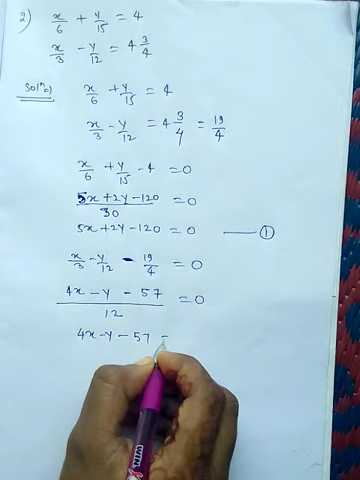 2) x/6 + y/15 = 4
x/3 - y/12 = 4 3/4
Soln)
x/6 + y/15 = 4
x/3 - y/12 = 4 3/4 = 19/4
x/6 + y/15 - 4 = 0
5x+2y-120/30 = 0
5x+2y-120 = 0 —— ①
x/3 - y/12 - 19/4 = 0
4x - y - 57/12 = 0
4x-y-57 =
WIN